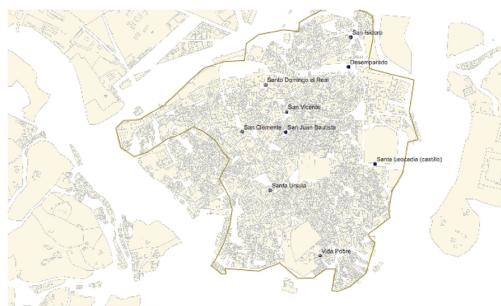 San Isidoro
Desamparado
Santo Domingo el Real
San Vicente
San Clemente
San Juan Bautista
Santa Leocadia (castillo)
Santa Ursula
Vida Pobre